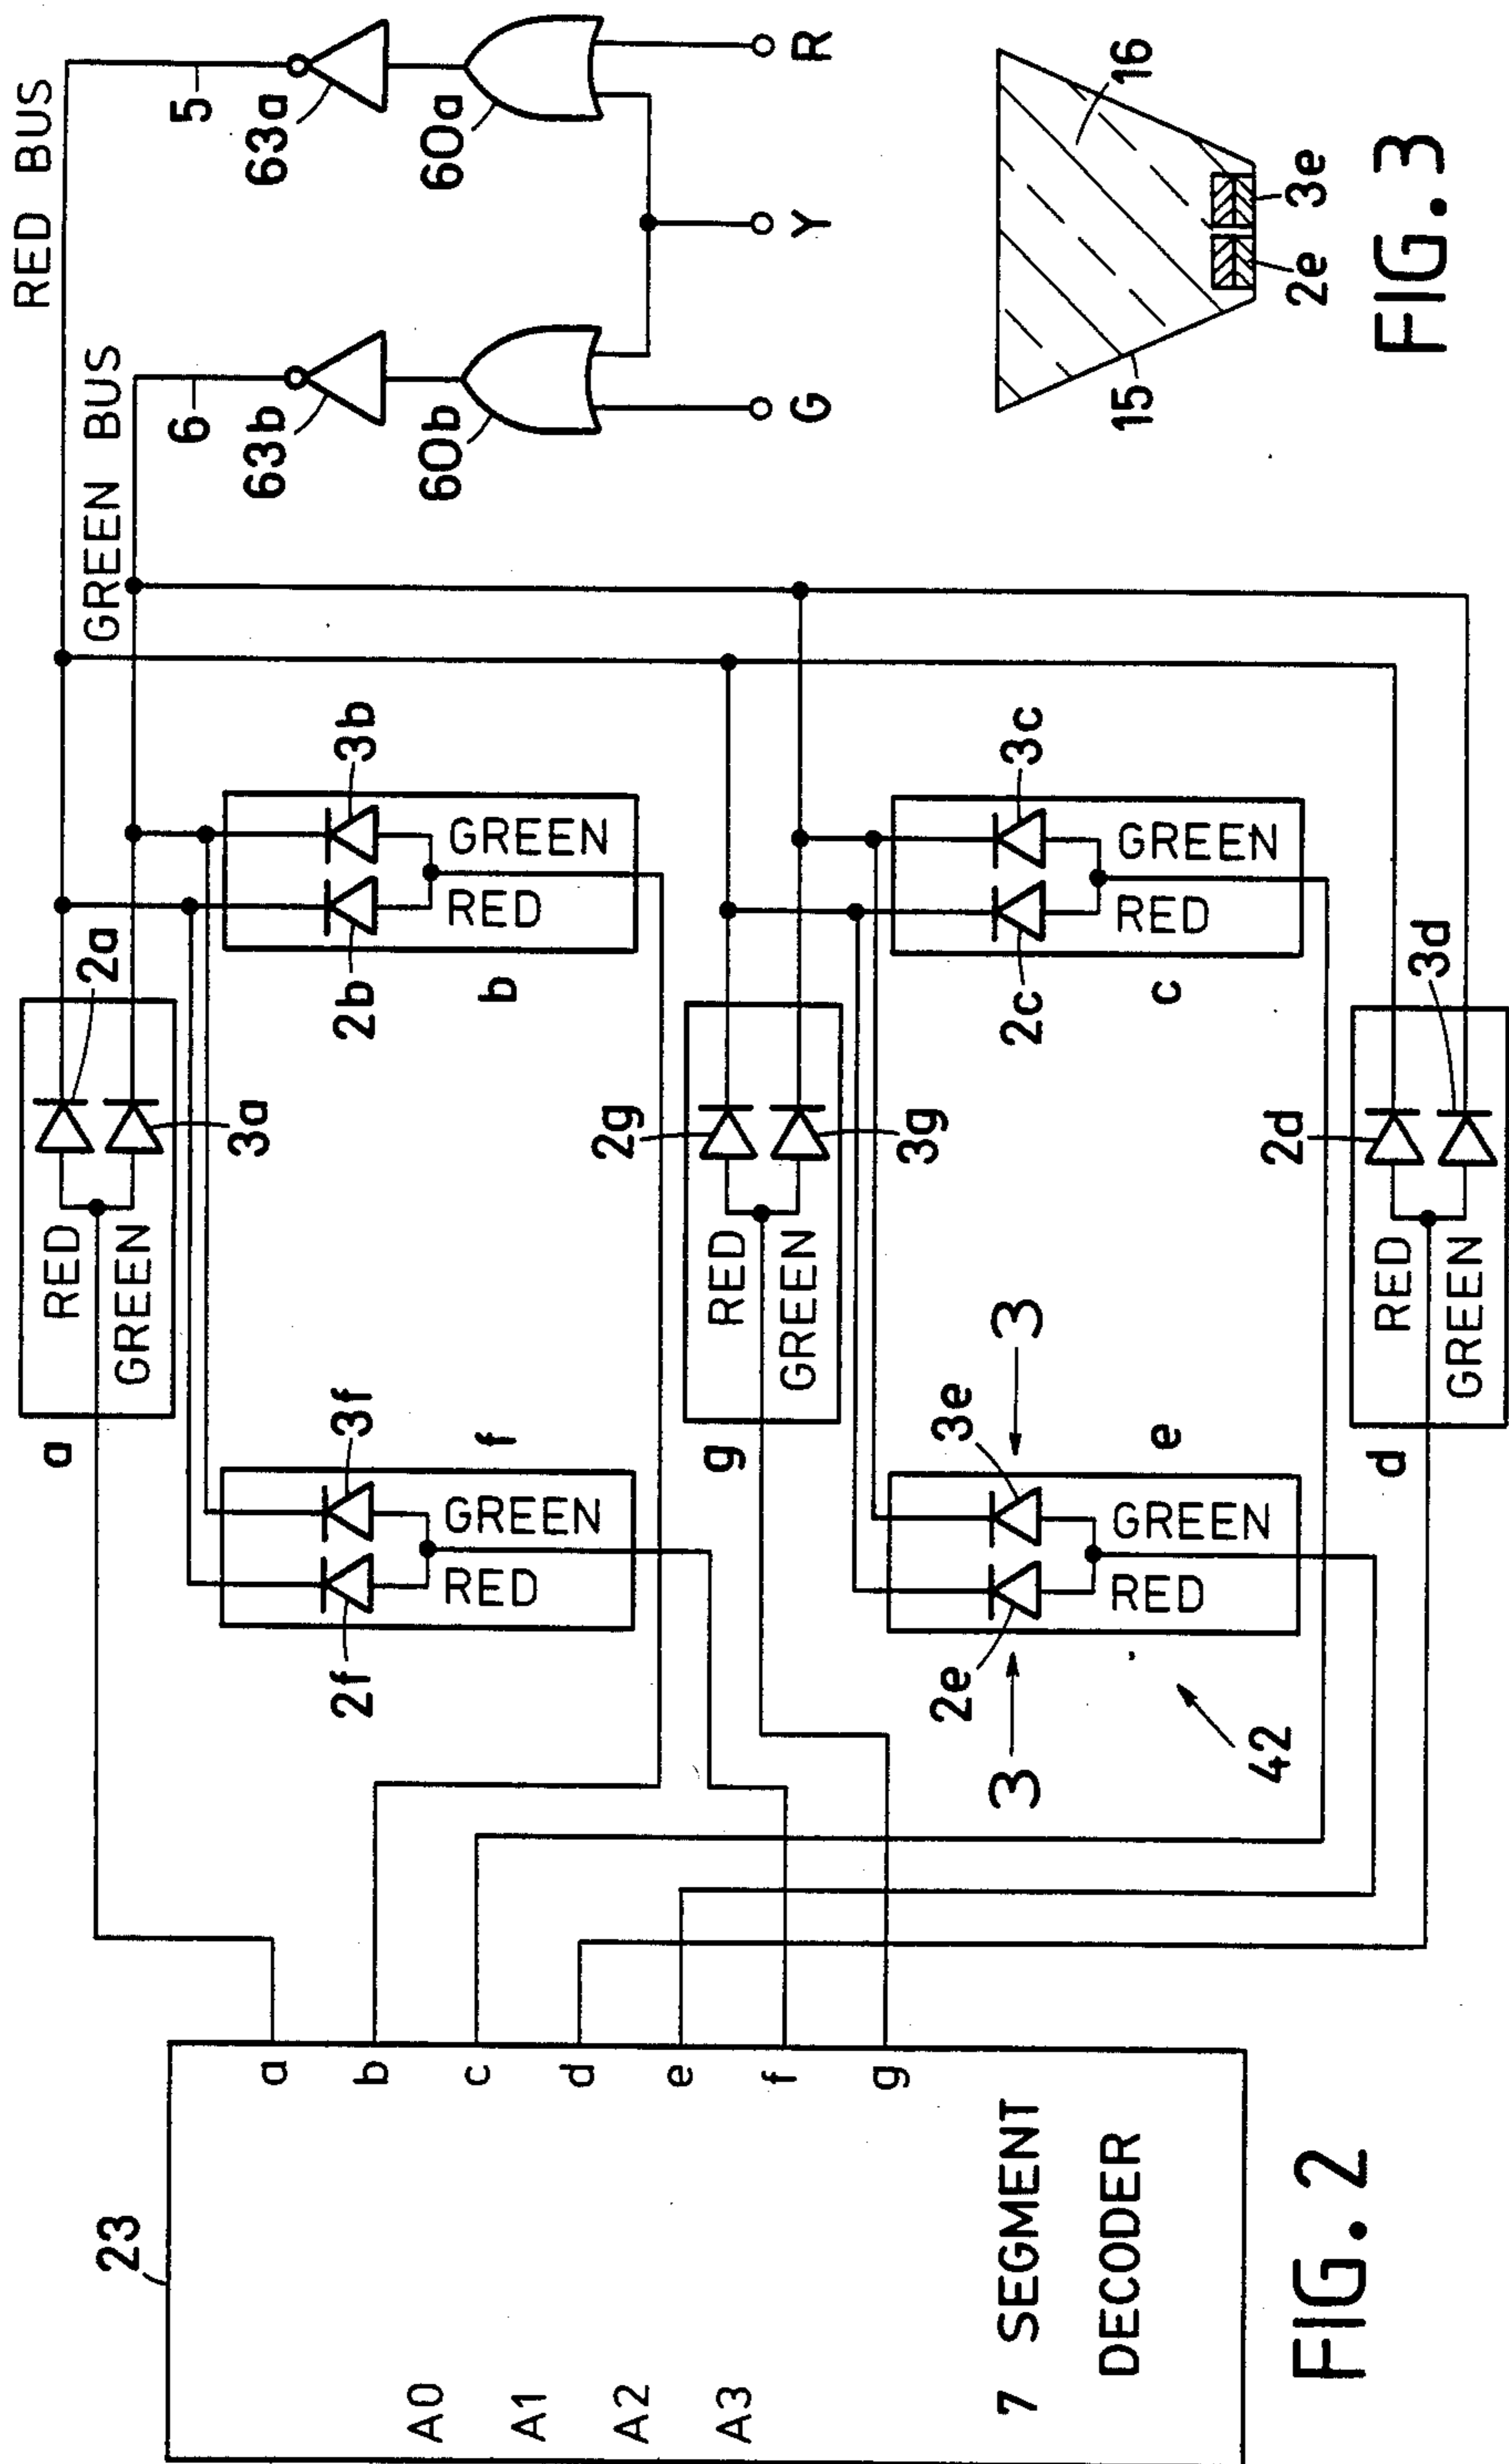 23
a
b
c
d
e
f
g
A0
A1
A2
A3
7 SEGMENT
DECODER
FIG. 2
a
RED
GREEN
2a
3a
f
2f
3f
RED
GREEN
b
2b
3b
RED
GREEN
g
2g
3g
RED
GREEN
e
2e
3e
RED
GREEN
3
3
42
c
2c
3c
RED
GREEN
d
2d
3d
RED
GREEN
RED BUS
GREEN BUS
5
6
63a
63b
60a
60b
G
Y
R
15
16
2e
3e
FIG. 3